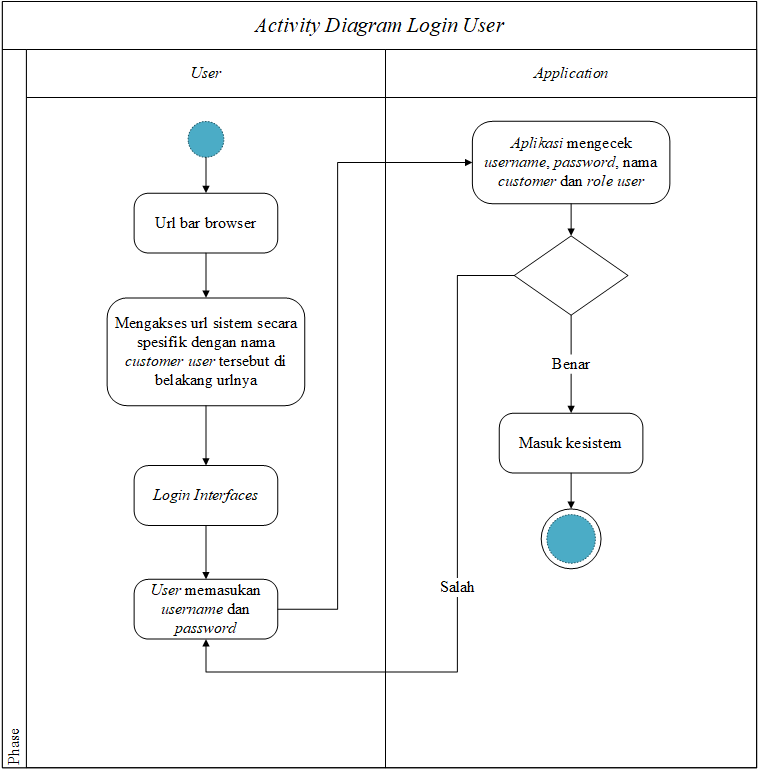 Activity Diagram Login User
User
Application
Url bar browser
Mengakses url sistem secara
spesifik dengan nama
customer user tersebut di
belakang urlnya
Login Interfaces
User memasukan
username dan
password
Aplikasi mengecek
username, password, nama
customer dan role user
Benar
Masuk kesistem
Salah
Phase